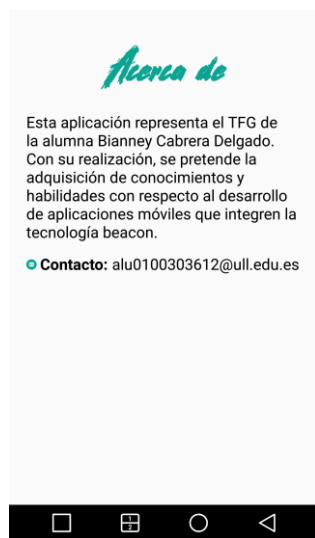 Acerca de
Esta aplicación representa el TFG de
la alumna Bianney Cabrera Delgado.
Con su realización, se pretende la
adquisición de conocimientos y
habilidades con respecto al desarrollo
de aplicaciones móviles que integren la
tecnología beacon.
Contacto: alu0100303612@ull.edu.es